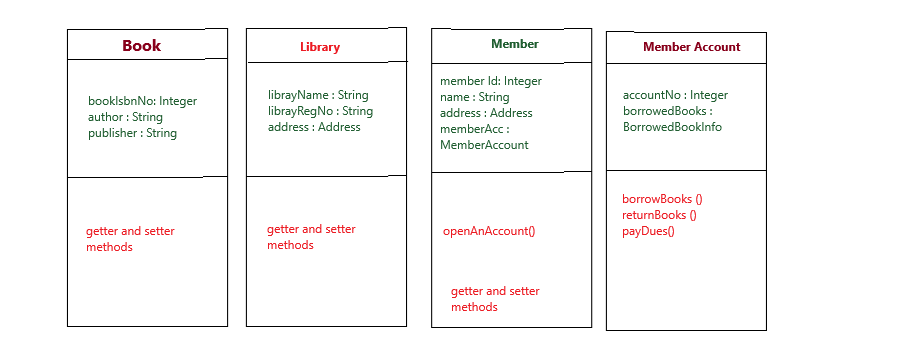 Book
bookIsbnNo: Integer
author : String
publisher : String
getter and setter
methods
Library
librayName : String
librayRegNo : String
address : Address
getter and setter
methods
Member
member Id: Integer
name : String
address : Address
memberAcc :
MemberAccount
openAnAccount()
getter and setter
methods
Member Account
accountNo : Integer
borrowedBooks :
BorrowedBookInfo
borrowBooks ()
returnBooks ()
payDues()